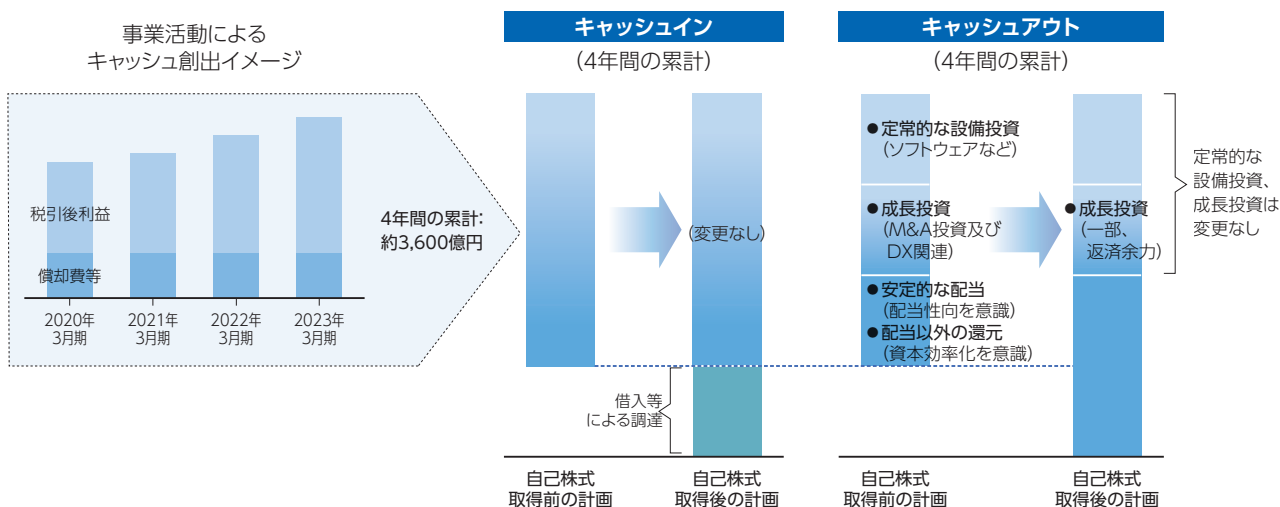 事業活動による
キャッシュ創出イメージ
税引後利益
償却費等
2020年
3月期
2021年
3月期
2022年
3月期
2023年
3月期
4年間の累計：
約3,600億円
キャッシュイン
（4年間の累計）
（変更なし）
借入等
による調達
自己株式
取得前の計画
自己株式
取得後の計画
キャッシュアウト
（4年間の累計）
●定常的な設備投資
（ソフトウェアなど）
●成長投資
（M&A投資及び
DX関連）
●安定的な配当
（配当性向を意識）
●配当以外の還元
（資本効率化を意識）
●成長投資
（一部、
返済余力）
定常的な
設備投資、
成長投資は
変更なし
自己株式
取得前の計画
自己株式
取得後の計画